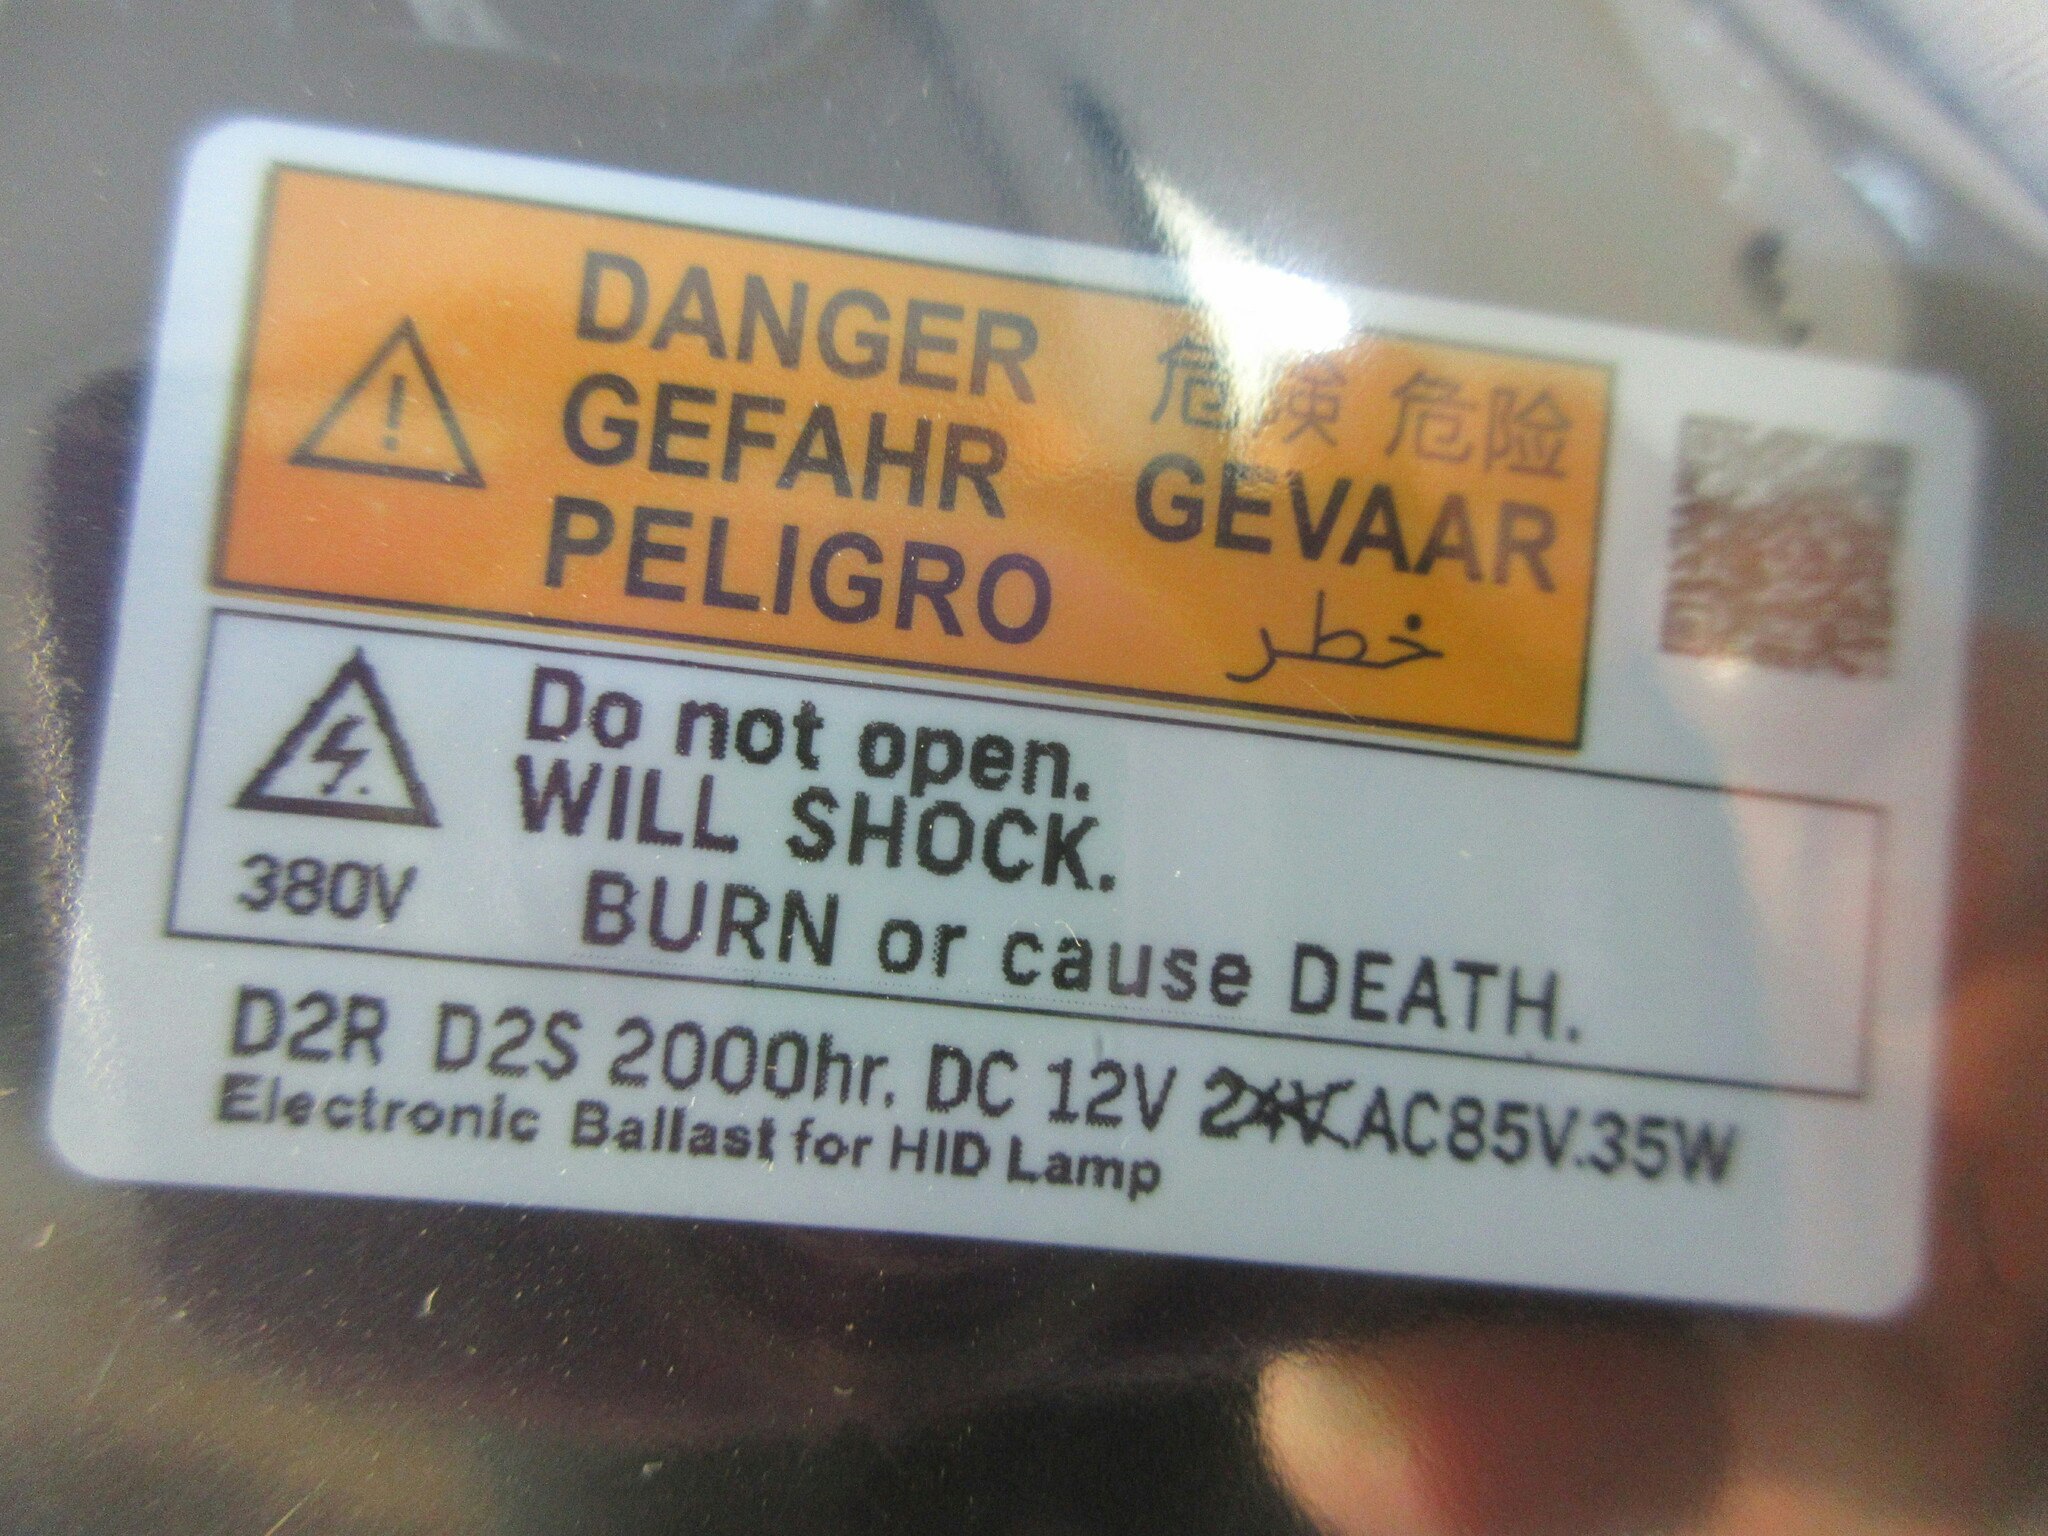 DANGER
GEFAHR
PELIGRO
危険 危险
GEVAAR
خطر
Do not open.
WILL SHOCK.
BURN or cause DEATH.
380V
D2R D2S 2000hr. DC 12V 24V AC85V.35W
Electronic Ballast for HID Lamp